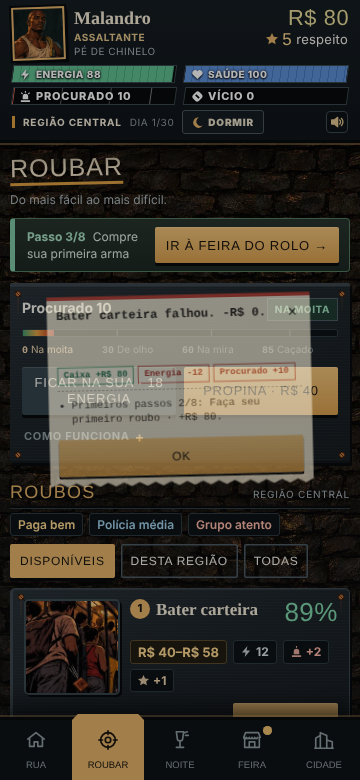 Malandro
ASSALTANTE
PÉ DE CHINELO
R$ 80
5 respeito
ENERGIA 88
SAÚDE 100
PROCURADO 10
VÍCIO 0
REGIÃO CENTRAL DIA 1/30 DORMIR
ROUBAR
Do mais fácil ao mais difícil.
Passo 3/8 Compre
sua primeira arma
IR À FEIRA DO ROLO →
Procurado 10
NA MOITA
Bater carteira falhou. -R$ 0.
×
0 Na moita 30 De olho 60 Na mira 85 Caçado
Caixa +R$ 80 Energia -12 Procurado +10
FICAR NA SUA · -18
ENERGIA
PROPINA · R$ 40
• Primeiros passos 2/8: Faça seu
primeiro roubo · +R$ 80.
COMO FUNCIONA +
OK
ROUBOS
REGIÃO CENTRAL
Paga bem Polícia média Grupo atento
DISPONÍVEIS DESTA REGIÃO TODAS
1 Bater carteira 89%
R$ 40–R$ 58 12 +2
+1
RUA ROUBAR NOITE FEIRA CIDADE